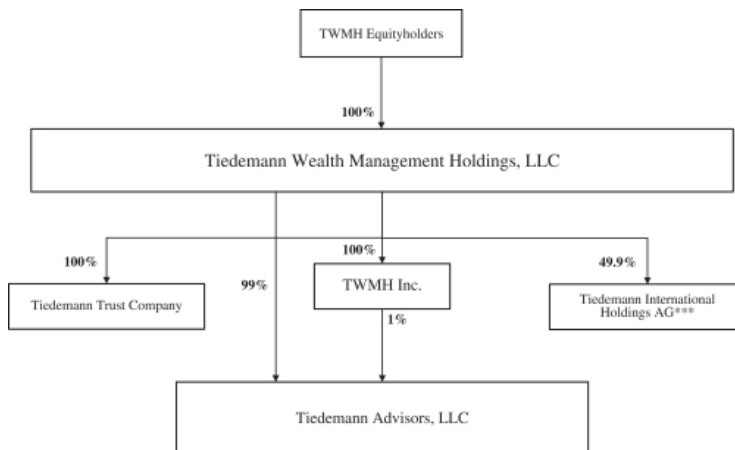 TWMH Equityholders
100%
Tiedemann Wealth Management Holdings, LLC
100%
100%
49.9%
99%
Tiedemann Trust Company
TWMH Inc.
Tiedemann International
Holdings AG***
1%
Tiedemann Advisors, LLC